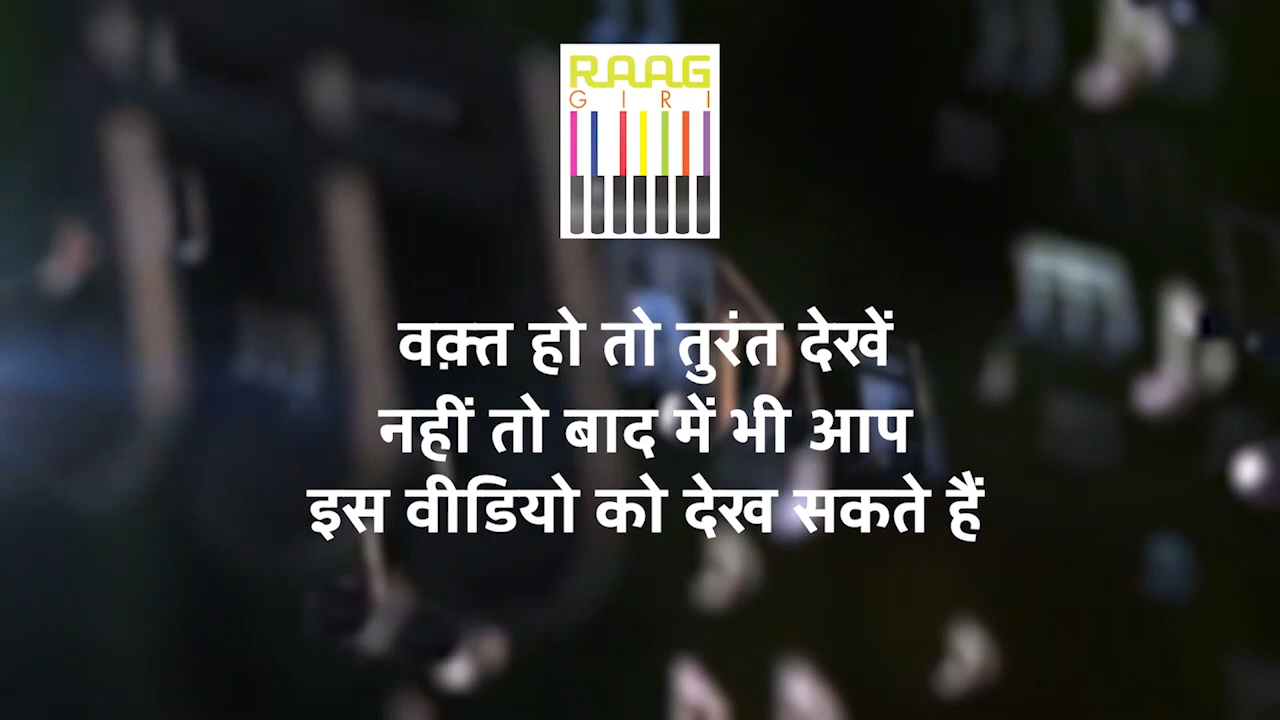 RAAG
GIRI
वक़्त हो तो तुरंत देखें
नहीं तो बाद में भी आप
इस वीडियो को देख सकते हैं